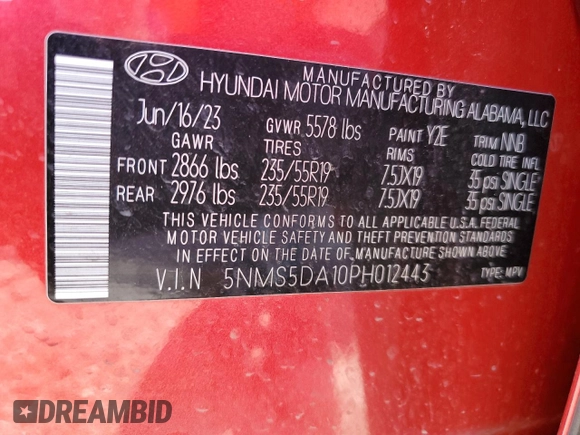 MANUFACTURED BY
HYUNDAI MOTOR MANUFACTURING ALABAMA, LLC
Jun/16/23 GVWR 5578 lbs PAINT Y2E TRIM NNB
GAWR TIRES RIMS COLD TIRE INFL.
FRONT 2866 lbs 235/55R19 7.5JX19 35 psi SINGLE
REAR 2976 lbs 235/55R19 7.5JX19 35 psi SINGLE
THIS VEHICLE CONFORMS TO ALL APPLICABLE U.S.A. FEDERAL
MOTOR VEHICLE SAFETY AND THEFT PREVENTION STANDARDS
IN EFFECT ON THE DATE OF MANUFACTURE SHOWN ABOVE.
V.I.N 5NMS5DA10PH012443 TYPE: MPV
DREAMBID